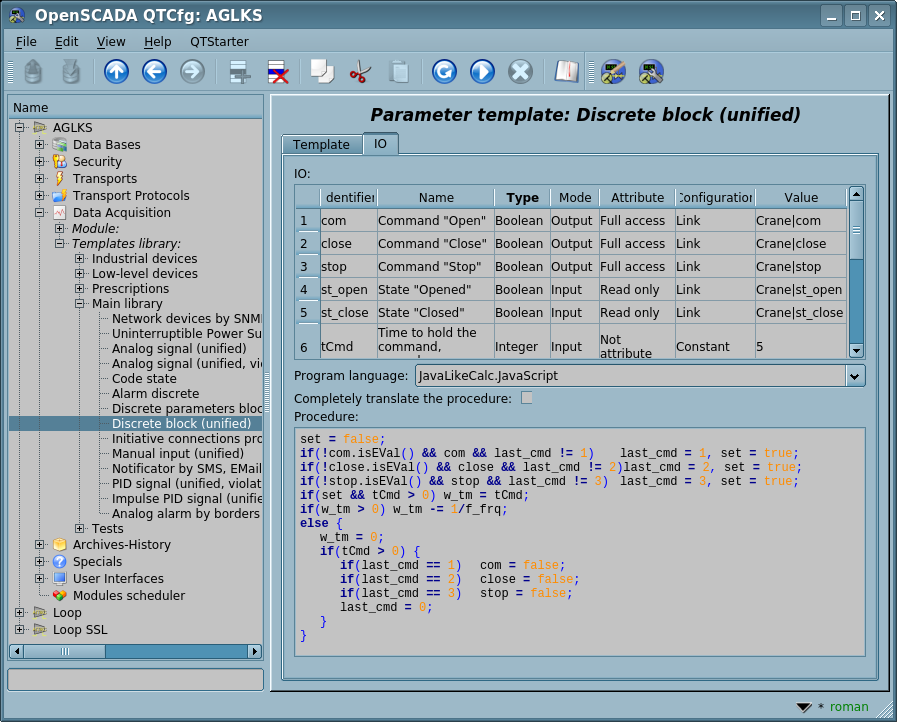 OpenSCADA QTCfg: AGLKS
File Edit View Help QTStarter
Name
AGLKS
Data Bases
Security
Transports
Transport Protocols
Data Acquisition
Module:
Templates library:
Industrial devices
Low-level devices
Prescriptions
Main library
Network devices by SNM
Uninterruptible Power Su
Analog signal (unified)
Analog signal (unified, vi
Code state
Alarm discrete
Discrete parameters bloc
Discrete block (unified)
Initiative connections pro
Manual input (unified)
Notificator by SMS, EMail
PID signal (unified, violat
Impulse PID signal (unifie
Analog alarm by borders
Tests
Archives-History
Specials
User Interfaces
Modules scheduler
Loop
Loop SSL
Parameter template: Discrete block (unified)
Template IO
IO:
dentifier Name Type Mode Attribute Configuration Value
1 com Command "Open" Boolean Output Full access Link Crane|com
2 close Command "Close" Boolean Output Full access Link Crane|close
3 stop Command "Stop" Boolean Output Full access Link Crane|stop
4 st_open State "Opened" Boolean Input Read only Link Crane|st_open
5 st_close State "Closed" Boolean Input Read only Link Crane|st_close
6 tCmd Time to hold the command, Integer Input Not attribute Constant 5
Program language: JavaLikeCalc.JavaScript
Completely translate the procedure:
Procedure:
set = false;
if(!com.isEVal() && com && last_cmd != 1) last_cmd = 1, set = true;
if(!close.isEVal() && close && last_cmd != 2)last_cmd = 2, set = true;
if(!stop.isEVal() && stop && last_cmd != 3) last_cmd = 3, set = true;
if(set && tCmd > 0) w_tm = tCmd;
if(w_tm > 0) w_tm -= 1/f_frq;
else {
w_tm = 0;
if(tCmd > 0) {
if(last_cmd == 1) com = false;
if(last_cmd == 2) close = false;
if(last_cmd == 3) stop = false;
last_cmd = 0;
}
}
* roman